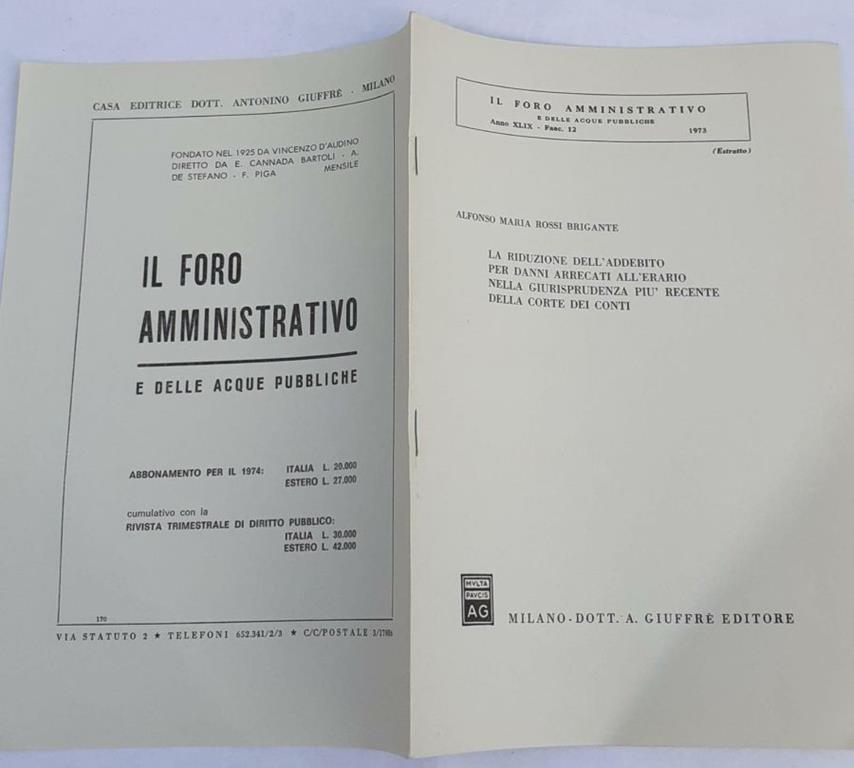 CASA EDITRICE DOTT. ANTONINO GIUFFRÈ · MILANO
FONDATO NEL 1925 DA VINCENZO D'AUDINO
DIRETTO DA E. CANNADA BARTOLI - A.
DE STEFANO - F. PIGA MENSILE
IL FORO
AMMINISTRATIVO
E DELLE ACQUE PUBBLICHE
ABBONAMENTO PER IL 1974: ITALIA L. 20.000
ESTERO L. 27.000
cumulativo con la
RIVISTA TRIMESTRALE DI DIRITTO PUBBLICO:
ITALIA L. 30.000
ESTERO L. 42.000
170
VIA STATUTO 2 ★ TELEFONI 652.341/2/3 ★ C/C/POSTALE
IL FORO AMMINISTRATIVO
E DELLE ACQUE PUBBLICHE
Anno XLIX - Fasc. 12 1973
(Estratto)
ALFONSO MARIA ROSSI BRIGANTE
LA RIDUZIONE DELL'ADDEBITO
PER DANNI ARRECATI ALL'ERARIO
NELLA GIURISPRUDENZA PIU' RECENTE
DELLA CORTE DEI CONTI
MVLTA
PAVCIS
AG
MILANO - DOTT. A. GIUFFRÈ EDITORE